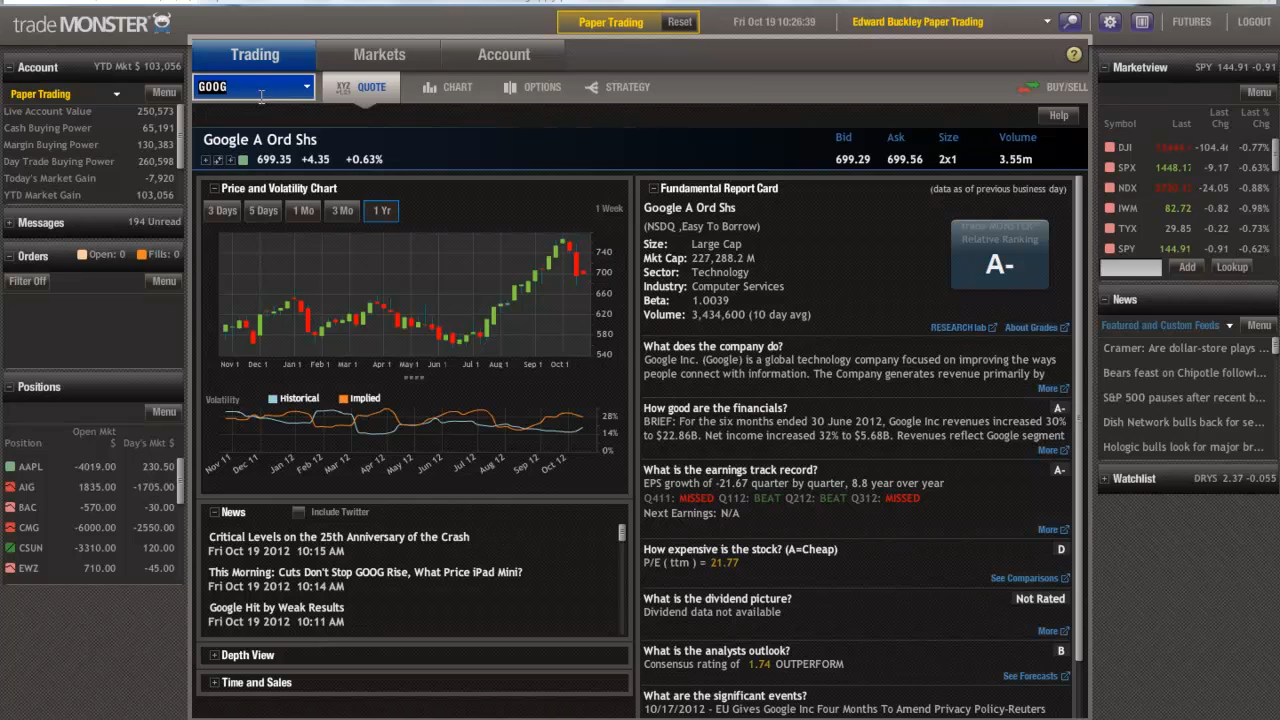 tradeMONSTER
Paper Trading Reset
Fri Oct 19 10:26:39
Edward Buckley Paper Trading
FUTURES
LOGOUT
Account YTD Mkt $ 103,056
Paper Trading Menu
Live Account Value 250,573
Cash Buying Power 65,191
Margin Buying Power 130,383
Day Trade Buying Power 260,598
Today's Market Gain -7,920
YTD Market Gain 103,056
Messages 194 Unread
Orders Open: 0 Fills: 0
Filter Off Menu
Positions
Menu
Position Open Mkt $ Day's Mkt $
AAPL -4019.00 230.50
AIG 1835.00 -1705.00
BAC -570.00 -30.00
CMG -6000.00 -2550.00
CSUN -3310.00 120.00
EWZ 710.00 -45.00
Trading Markets Account
?
GOOG
XYZ QUOTE CHART OPTIONS STRATEGY BUY/SELL
Help
Google A Ord Shs
699.35 +4.35 +0.63%
Bid Ask Size Volume
699.29 699.56 2x1 3.55m
Price and Volatility Chart
3 Days 5 Days 1 Mo 3 Mo 1 Yr 1 Week
740
700
660
620
580
540
Nov 1 Dec 1 Jan 1 Feb 1 Mar 1 Apr 1 May 1 Jun 1 Jul 1 Aug 1 Sep 1 Oct 1
Volatility Historical Implied
28%
14%
0%
Nov 11 Dec 11 Jan 12 Feb 12 Mar 12 Apr 12 May 12 Jun 12 Jul 12 Aug 12 Sep 12 Oct 12
News Include Twitter
Critical Levels on the 25th Anniversary of the Crash
Fri Oct 19 2012 10:15 AM
This Morning: Cuts Don't Stop GOOG Rise, What Price iPad Mini?
Fri Oct 19 2012 10:14 AM
Google Hit by Weak Results
Fri Oct 19 2012 10:11 AM
Depth View
Time and Sales
Fundamental Report Card (data as of previous business day)
Google A Ord Shs
(NSDQ ,Easy To Borrow)
Size: Large Cap
Mkt Cap: 227,288.2 M
Sector: Technology
Industry: Computer Services
Beta: 1.0039
Volume: 3,434,600 (10 day avg)
trade MONSTER
Relative Ranking
A-
RESEARCH lab About Grades
What does the company do?
Google Inc. (Google) is a global technology company focused on improving the ways
people connect with information. The Company generates revenue primarily by
More
How good are the financials? A-
BRIEF: For the six months ended 30 June 2012, Google Inc revenues increased 30%
to $22.86B. Net income increased 32% to $5.68B. Revenues reflect Google segment
More
What is the earnings track record? A-
EPS growth of -21.67 quarter by quarter, 8.8 year over year
Q411: MISSED Q112: BEAT Q212: BEAT Q312: MISSED
Next Earnings: N/A
More
How expensive is the stock? (A=Cheap) D
P/E ( ttm ) = 21.77
See Comparisons
What is the dividend picture? Not Rated
Dividend data not available
More
What is the analysts outlook? B
Consensus rating of 1.74 OUTPERFORM
See Forecasts
What are the significant events?
10/17/2012 - EU Gives Google Inc Four Months To Amend Privacy Policy-Reuters
Marketview SPY 144.91 -0.91
Menu
Symbol Last Last Chg Last % Chg
DJI -104.46 -0.77%
SPX 1448.17 -9.17 -0.63%
NDX -24.05 -0.88%
IWM 82.72 -0.82 -0.98%
TYX 29.85 -0.22 -0.73%
SPY 144.91 -0.91 -0.62%
Add Lookup
News
Featured and Custom Feeds Menu
Cramer: Are dollar-store plays ...
Bears feast on Chipotle followi...
S&P 500 pauses after recent b...
Dish Network bulls back for se...
Hologic bulls look for major br...
Watchlist DRYS 2.37 -0.055